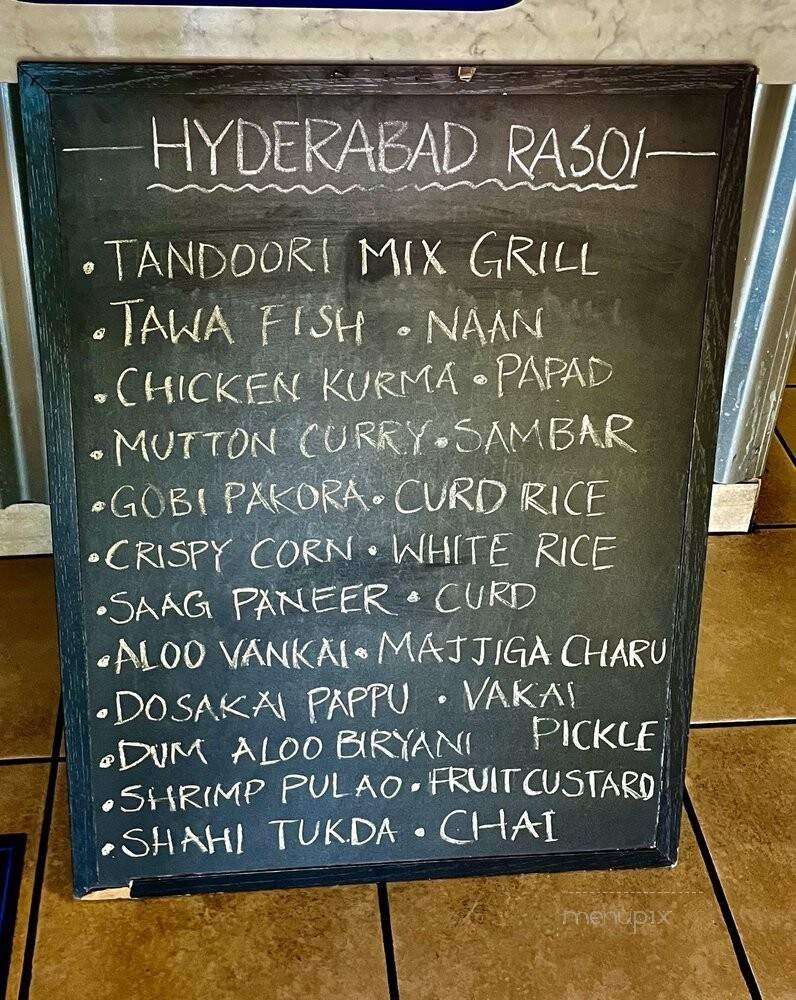 HYDERABAD RASOI
• TANDOORI MIX GRILL
• TAWA FISH • NAAN
• CHICKEN KURMA • PAPAD
• MUTTON CURRY • SAMBAR
• GOBI PAKORA • CURD RICE
• CRISPY CORN • WHITE RICE
• SAAG PANEER • CURD
• ALOO VANKAI • MAJJIGA CHARU
• DOSAKAI PAPPU • VAKAI
PICKLE
• DUM ALOO BIRYANI
• SHRIMP PULAO • FRUIT CUSTARD
• SHAHI TUKDA • CHAI
menupix